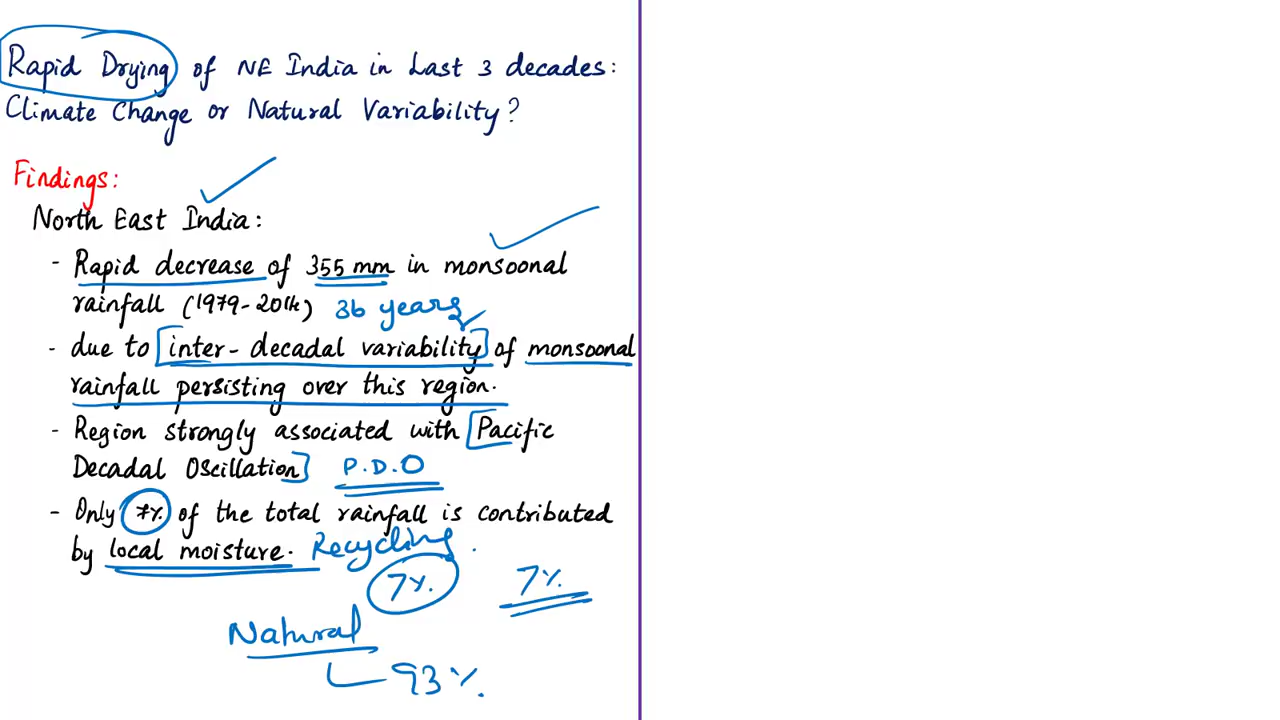 Rapid Drying of NE India in Last 3 decades:
Climate Change or Natural Variability?
Findings:
North East India:
- Rapid decrease of 355 mm in monsoonal
rainfall (1979-2014) 36 years
- due to [inter-decadal variability] of monsoonal
rainfall persisting over this region.
- Region strongly associated with [Pacific
Decadal Oscillation] P.D.O
- Only 7% of the total rainfall is contributed
by local moisture. Recycling.
7%. 7%.
Natural
93%.